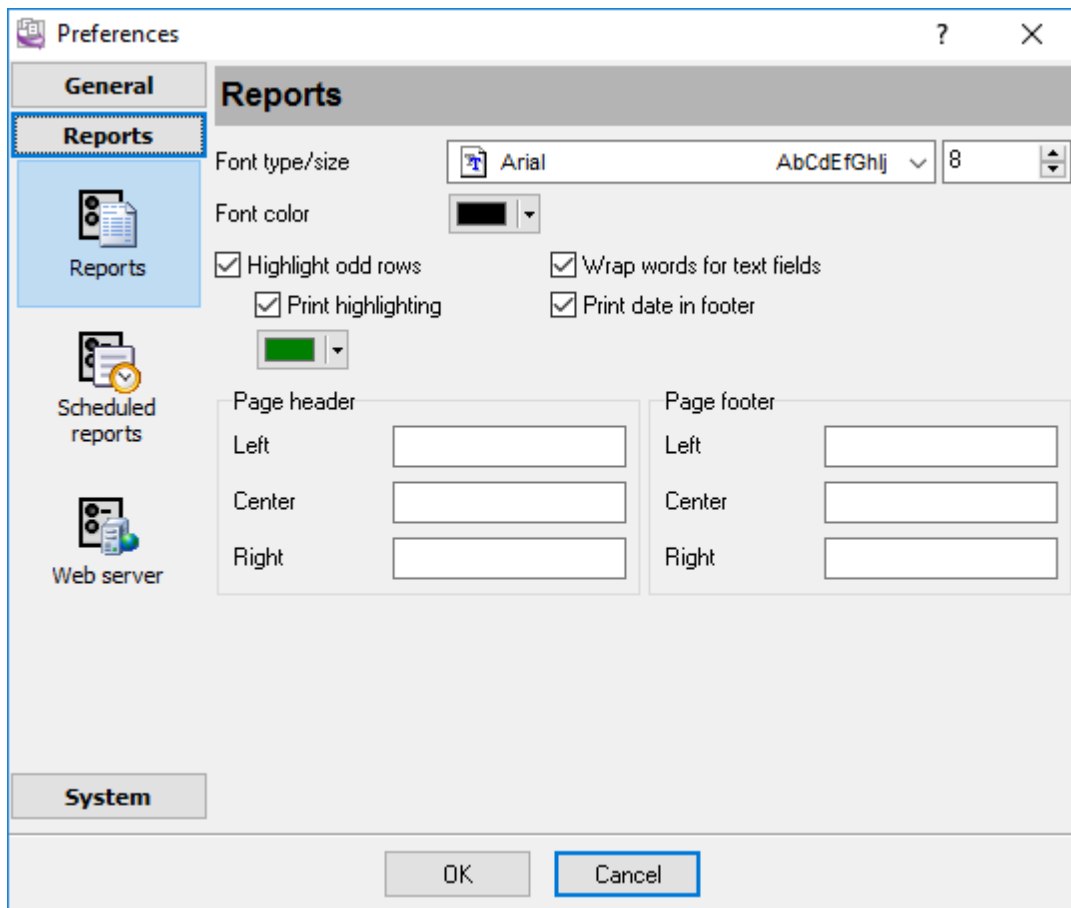 Preferences
?
General
Reports
Reports
Scheduled
reports
Web server
System
Reports
Font type/size
Arial AbCdEfGhIj 8
Font color
Highlight odd rows
Wrap words for text fields
Print highlighting
Print date in footer
Page header
Left
Center
Right
Page footer
Left
Center
Right
OK
Cancel